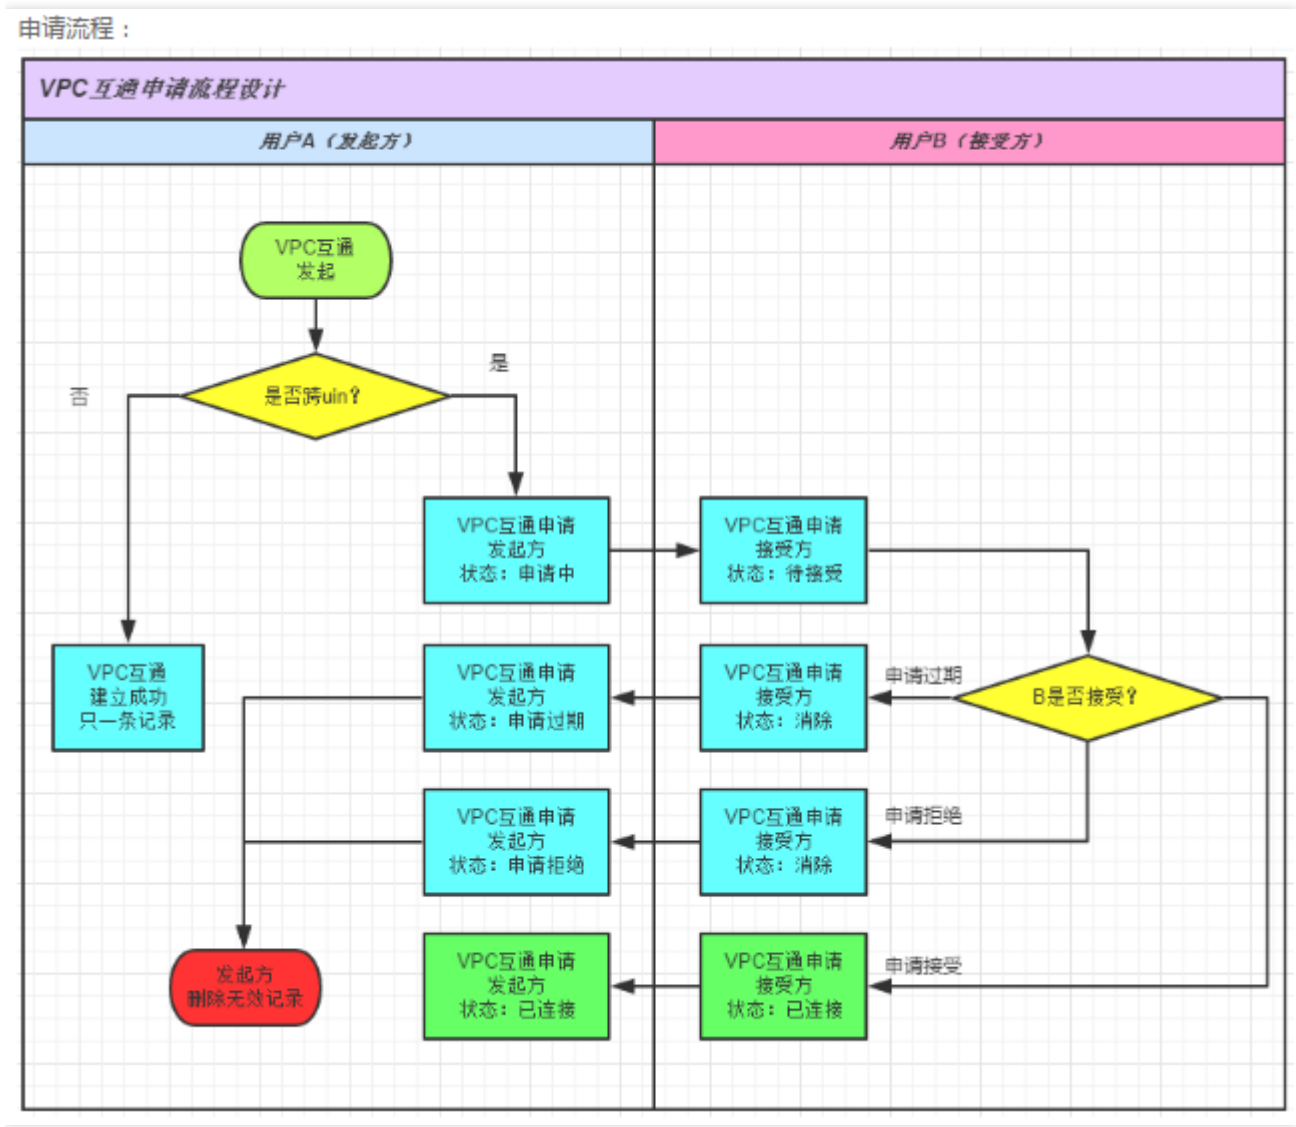 申请流程：
VPC互通申请流程设计
用户A（发起方）
用户B（接受方）
VPC互通
发起
是否跨uin？
否
是
VPC互通申请
发起方
状态：申请中
VPC互通申请
接受方
状态：待接受
VPC互通
建立成功
只一条记录
VPC互通申请
发起方
状态：申请过期
VPC互通申请
接受方
状态：消除
申请过期
B是否接受？
VPC互通申请
发起方
状态：申请拒绝
VPC互通申请
接受方
状态：消除
申请拒绝
发起方
删除无效记录
VPC互通申请
发起方
状态：已连接
VPC互通申请
接受方
状态：已连接
申请接受